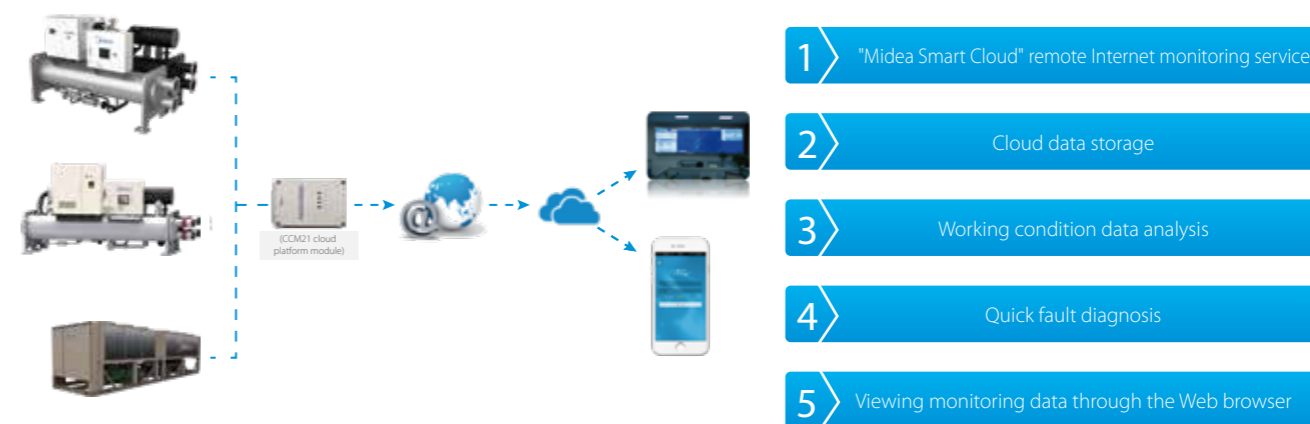 (CCM21 cloud
platform module)
1
"Midea Smart Cloud" remote Internet monitoring service
2
Cloud data storage
3
Working condition data analysis
4
Quick fault diagnosis
5
Viewing monitoring data through the Web browser